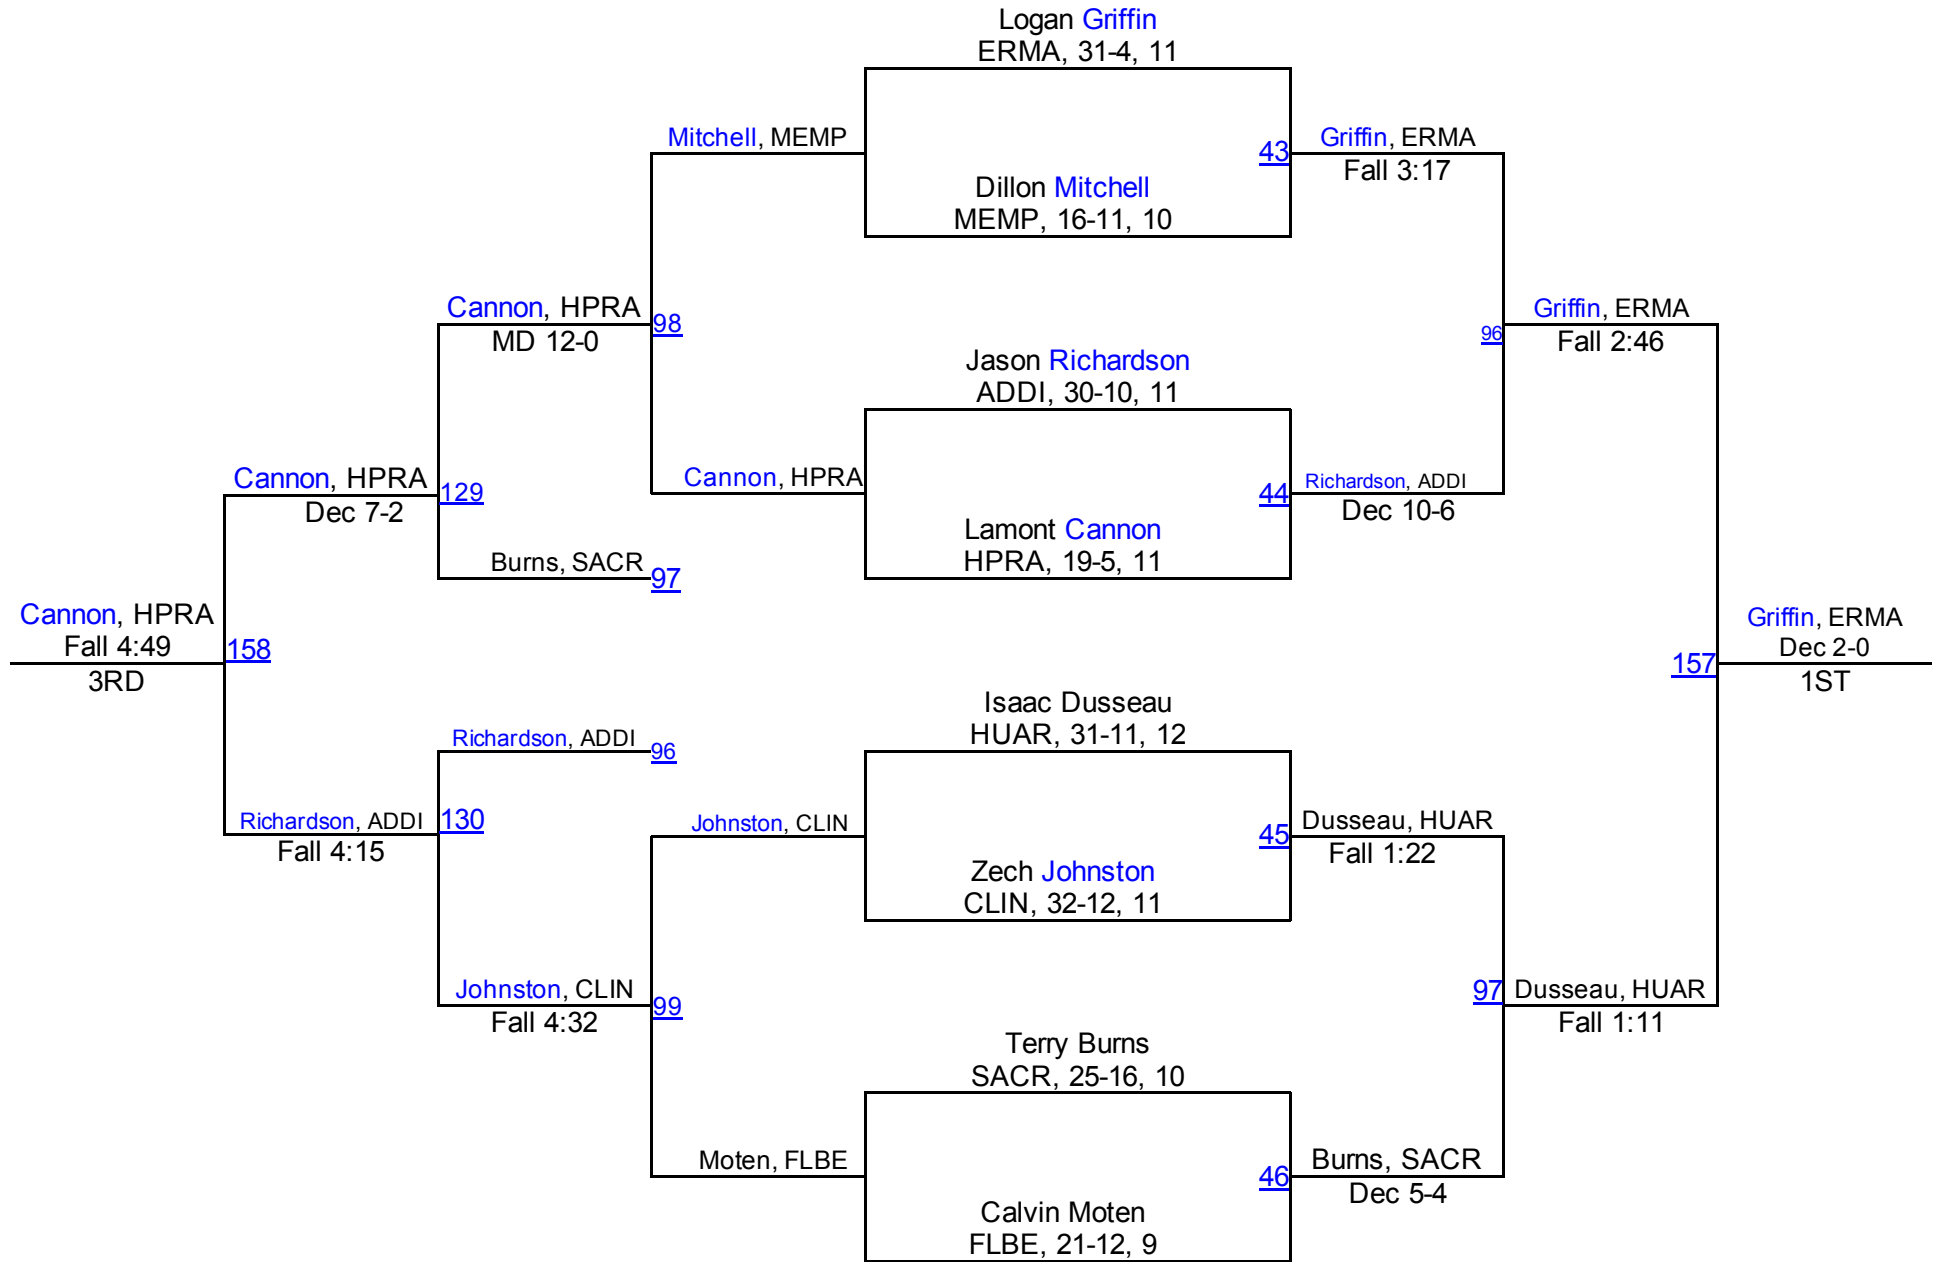 Logan Griffin
ERMA, 31-4, 11
Mitchell, MEMP
43
Griffin, ERMA
Fall 3:17
Dillon Mitchell
MEMP, 16-11, 10
Cannon, HPRA
MD 12-0
98
Jason Richardson
ADDI, 30-10, 11
96
Griffin, ERMA
Fall 2:46
Cannon, HPRA
Dec 7-2
129
Cannon, HPRA
44
Richardson, ADDI
Dec 10-6
Lamont Cannon
HPRA, 19-5, 11
Burns, SACR
97
Cannon, HPRA
Fall 4:49
3RD
158
157
Griffin, ERMA
Dec 2-0
1ST
Isaac Dusseau
HUAR, 31-11, 12
Richardson, ADDI
96
Richardson, ADDI
Fall 4:15
130
Johnston, CLIN
45
Dusseau, HUAR
Fall 1:22
Zech Johnston
CLIN, 32-12, 11
Johnston, CLIN
Fall 4:32
99
97
Dusseau, HUAR
Fall 1:11
Terry Burns
SACR, 25-16, 10
Moten, FLBE
46
Burns, SACR
Dec 5-4
Calvin Moten
FLBE, 21-12, 9